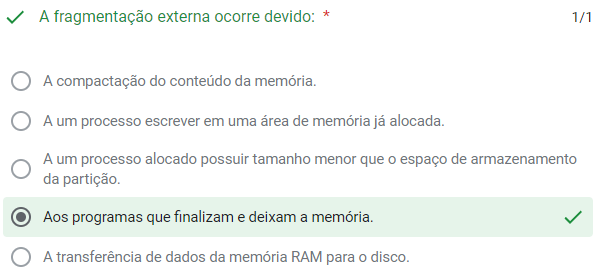 A fragmentação externa ocorre devido: * 1/1
A compactação do conteúdo da memória.
A um processo escrever em uma área de memória já alocada.
A um processo alocado possuir tamanho menor que o espaço de armazenamento
da partição.
Aos programas que finalizam e deixam a memória.
A transferência de dados da memória RAM para o disco.